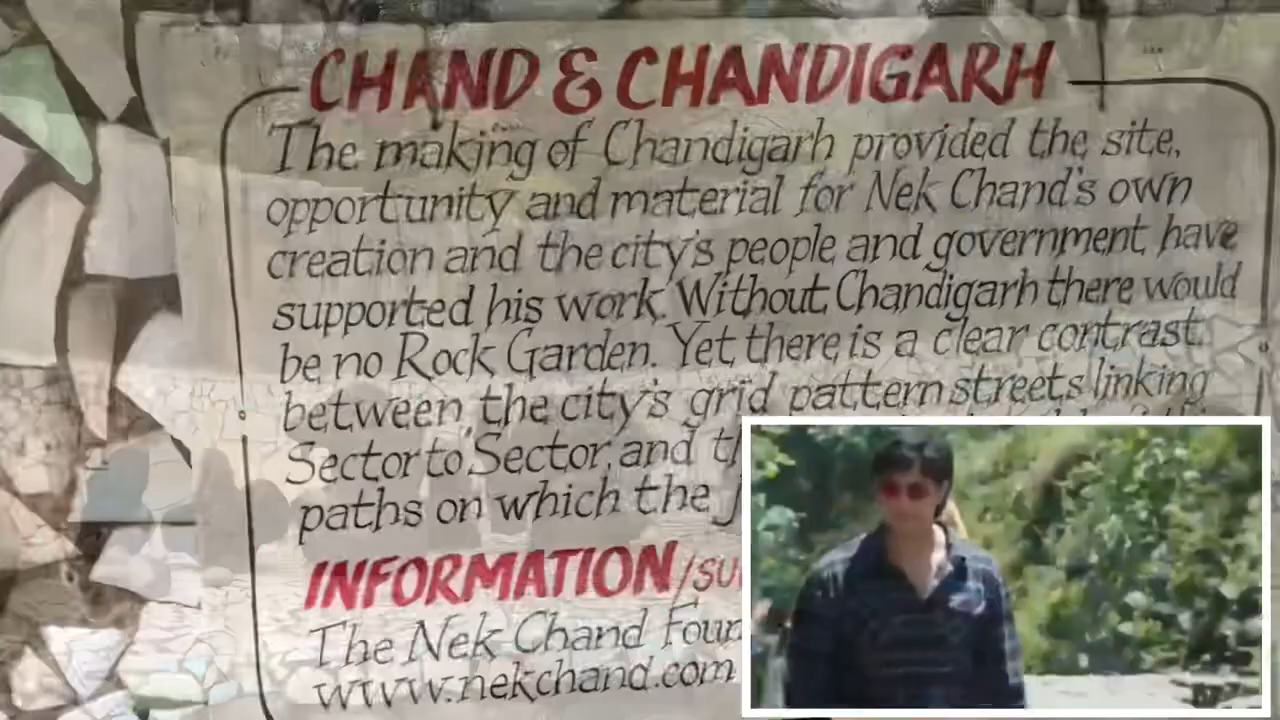 CHAND & CHANDIGARH
The making of Chandigarh provided the site,
opportunity and material for Nek Chand's own
creation and the city's people and government have
supported his work. Without Chandigarh there would
be no Rock Garden. Yet there is a clear contrast
between the city's grid pattern streets linking
Sector to Sector, and
paths on which the
INFORMATION/
The Nek Chand
www.nekchand.com